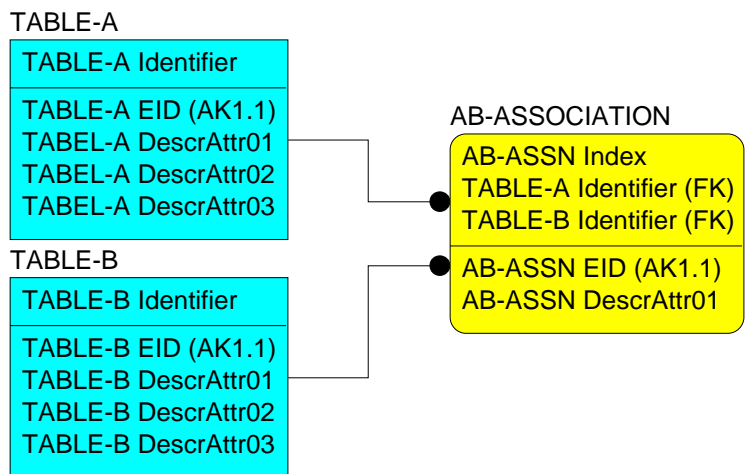 TABLE-A
TABLE-A Identifier
TABLE-A EID (AK1.1)
TABEL-A DescrAttr01
TABEL-A DescrAttr02
TABEL-A DescrAttr03
TABLE-B
TABLE-B Identifier
TABLE-B EID (AK1.1)
TABLE-B DescrAttr01
TABLE-B DescrAttr02
TABLE-B DescrAttr03
AB-ASSOCIATION
AB-ASSN Index
TABLE-A Identifier (FK)
TABLE-B Identifier (FK)
AB-ASSN EID (AK1.1)
AB-ASSN DescrAttr01